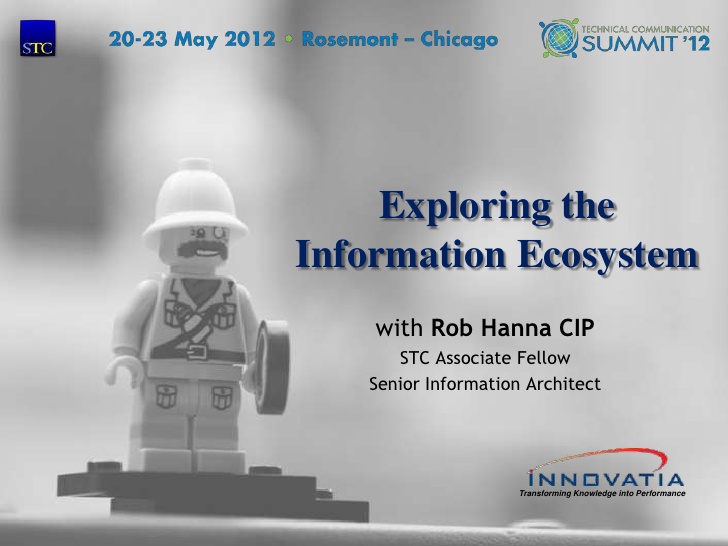 STC
20-23 May 2012 • Rosemont – Chicago
TECHNICAL COMMUNICATION
SUMMIT '12
Exploring the
Information Ecosystem
with Rob Hanna CIP
STC Associate Fellow
Senior Information Architect
INNOVATIA
Transforming Knowledge into Performance